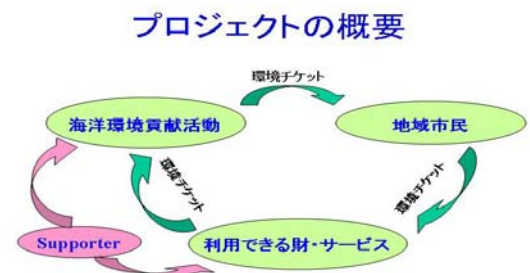 プロジェクトの概要
環境チケット
海洋環境貢献活動
地域市民
環境チケット
環境チケット
Supporter
利用できる財・サービス